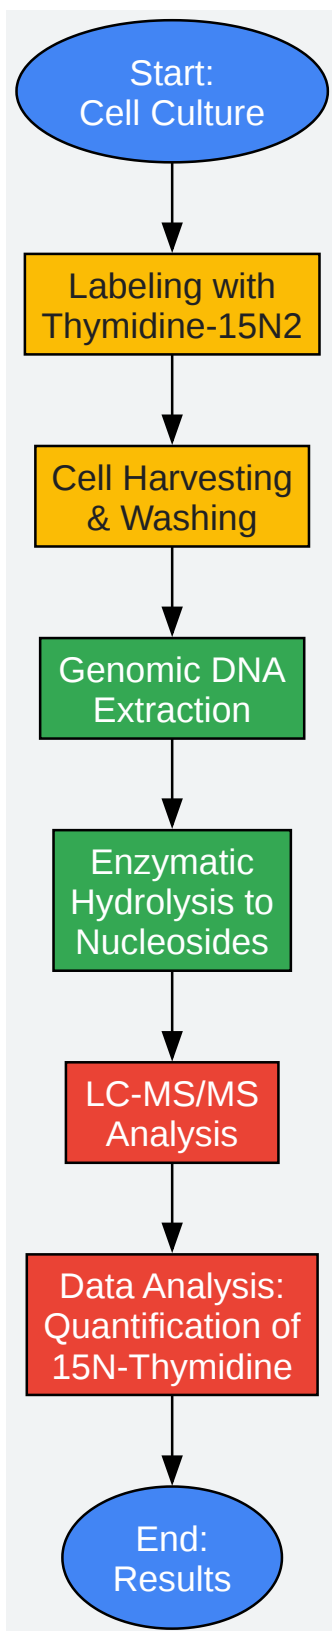 Start:
Cell Culture
Labeling with
Thymidine-15N2
Cell Harvesting
& Washing
Genomic DNA
Extraction
Enzymatic
Hydrolysis to
Nucleosides
LC-MS/MS
Analysis
Data Analysis:
Quantification of
15N-Thymidine
End:
Results